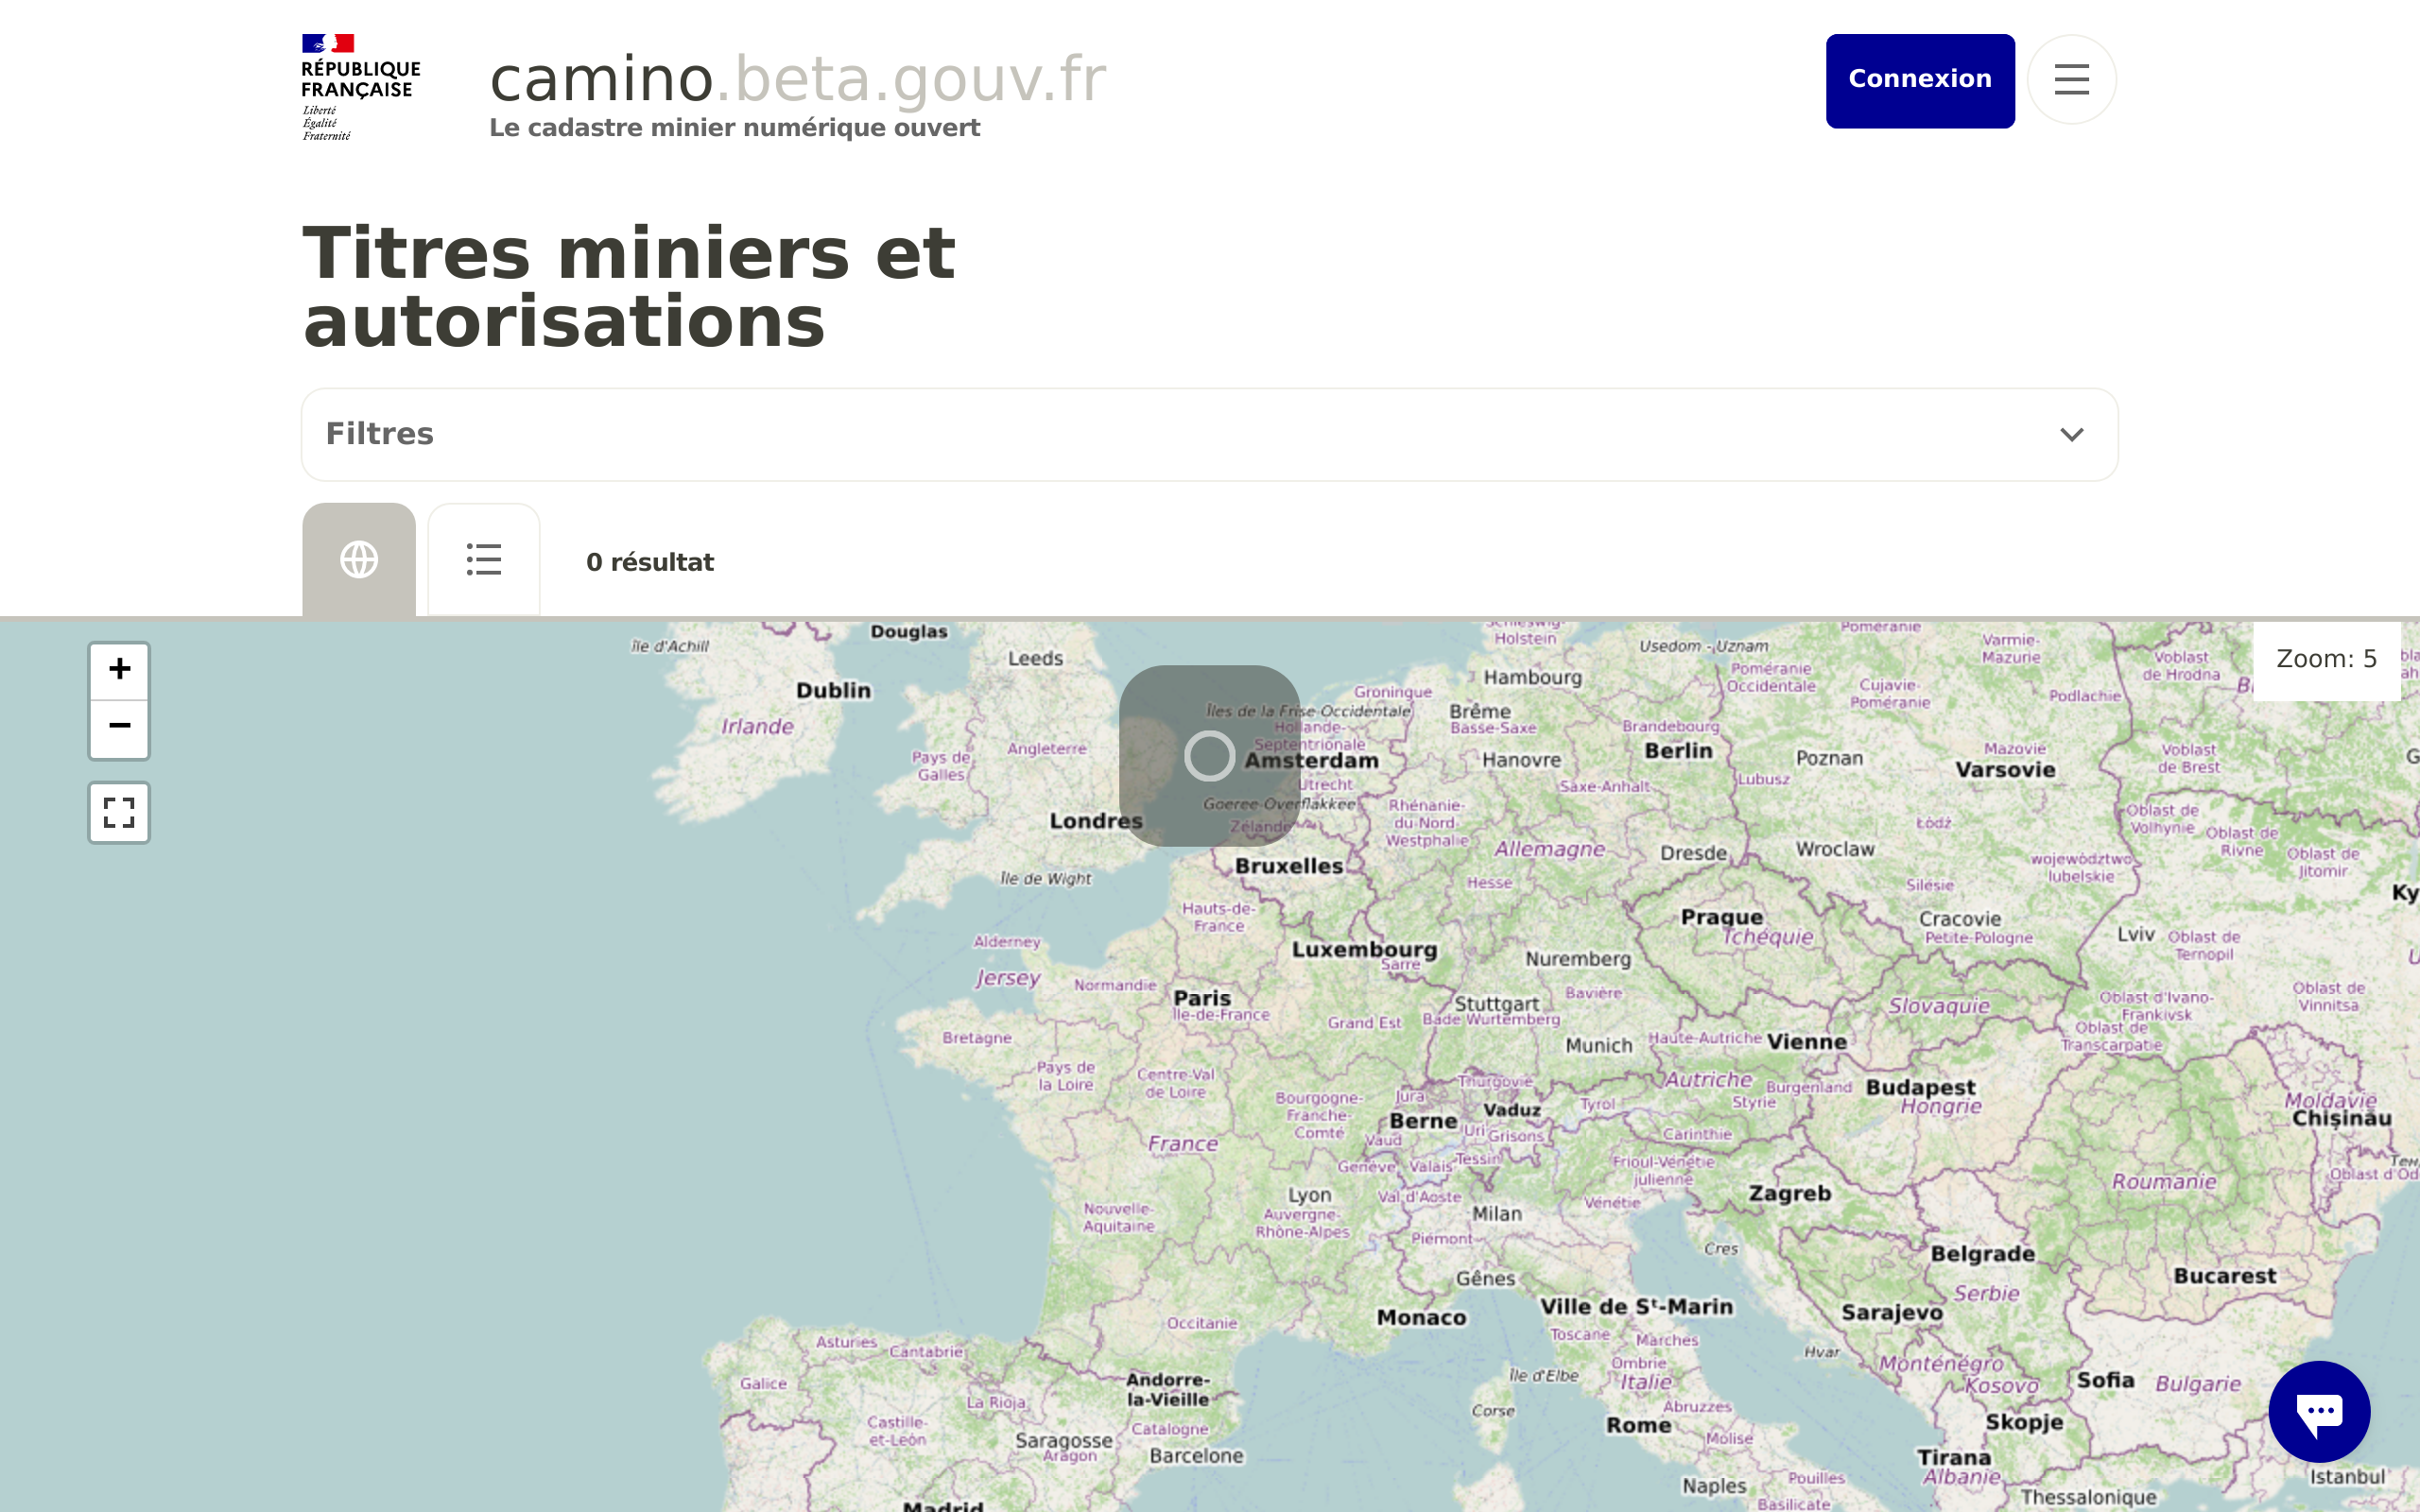 RÉPUBLIQUE
FRANÇAISE
Liberté
Égalité
Fraternité
camino.beta.gouv.fr
Le cadastre minier numérique ouvert
Connexion
Titres miniers et
autorisations
Filtres
0 résultat
+
−
Zoom: 5
île d'Achill
Douglas
Leeds
Dublin
Irlande
Pays de
Galles
Angleterre
Londres
Île de Wight
Schleswig-
Holstein
Hambourg
Usedom - Uznam
Poméranie
Poméranie
Occidentale
Varmie-
Mazurie
Cujavie-
Poméranie
Podlachie
Voblast
de Hrodna
Groningue
Îles de la Frise-Occidentale
Hollande-
Septentrionale
Amsterdam
Utrecht
Goeree-Overflakkee
Zélande
Brême
Basse-Saxe
Hanovre
Brandebourg
Berlin
Saxe-Anhalt
Lubusz
Poznan
Mazovie
Varsovie
Voblast
de Brest
Rhénanie-
du-Nord-
Westphalie
Allemagne
Dresde
Wroclaw
Łódź
województwo
lubelskie
Oblast de
Volhynie
Oblast de
Rivne
Oblast de
Jitomir
Bruxelles
Hesse
Silésie
Hauts-de-
France
Prague
Tchéquie
Cracovie
Petite-Pologne
Lviv
Oblast de
Ternopil
Alderney
Jersey
Luxembourg
Sarre
Nuremberg
Normandie
Paris
Île-de-France
Grand Est
Stuttgart
Bade Wurtemberg
Bavière
Slovaquie
Oblast d'Ivano-
Frankivsk
Oblast de
Vinnitsa
Oblast de
Transcarpatie
Bretagne
Munich
Haute-Autriche
Vienne
Pays de
la Loire
Centre-Val
de Loire
Bourgogne-
Franche-
Comté
Jura
Thurgovie
Berne
Vaduz
Uri
Grisons
Tyrol
Autriche
Styrie
Burgenland
Budapest
Hongrie
Moldavie
Chișinău
France
Vaud
Genève
Valais
Tessin
Carinthie
Frioul-Vénétie
julienne
Roumanie
Lyon
Auvergne-
Rhône-Alpes
Val d'Aoste
Milan
Vénétie
Zagreb
Nouvelle-
Aquitaine
Piémont
Cres
Belgrade
Serbie
Bucarest
Gênes
Monaco
Ville de Sᵗ-Marin
Sarajevo
Occitanie
Toscane
Marches
Hvar
Asturies
Cantabrie
Galice
La Rioja
Andorre-
la-Vieille
Île d'Elbe
Ombrie
Italie
Monténégro
Kosovo
Sofia
Bulgarie
Castille-
et-León
Catalogne
Corse
Abruzzes
Rome
Molise
Skopje
Saragosse
Aragon
Barcelone
Tirana
Albanie
Naples
Pouilles
Basilicate
Istanbul
Thessalonique
Madrid